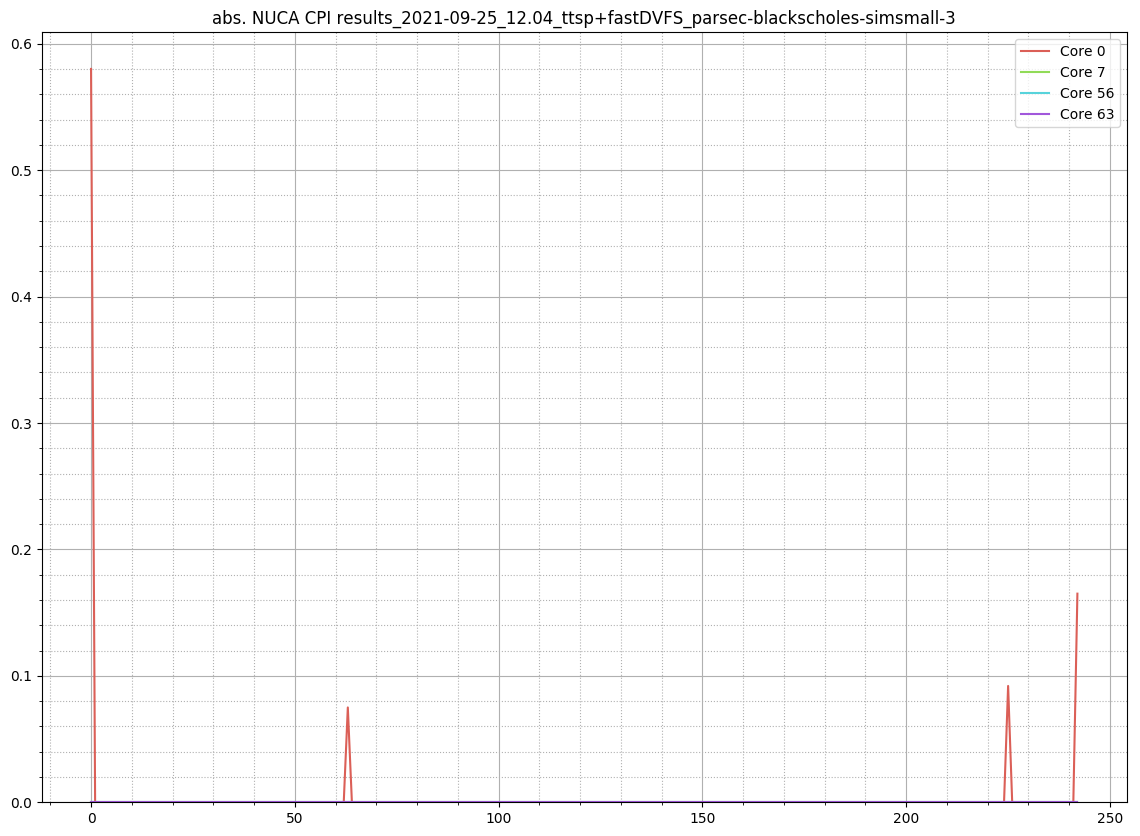 abs. NUCA CPI results_2021-09-25_12.04_ttsp+fastDVFS_parsec-blackscholes-simsmall-3
Core 0
Core 7
Core 56
Core 63
0.6
0.5
0.4
0.3
0.2
0.1
0.0
0 50 100 150 200 250